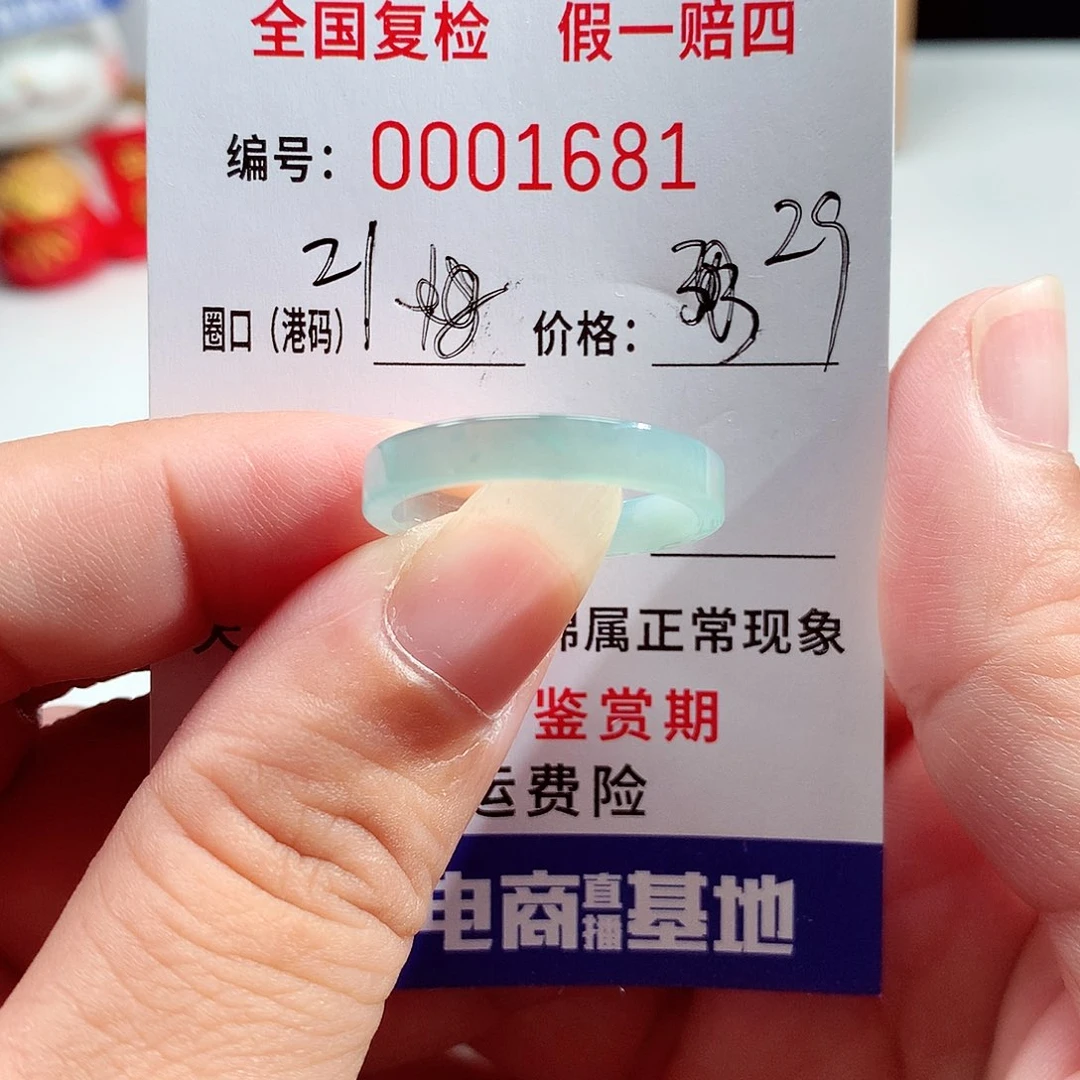 全国复检 假一赔四
编号：0001681
21 29
圈口（港码） 价格：
属正常现象
鉴赏期
运费险
电商直播基地